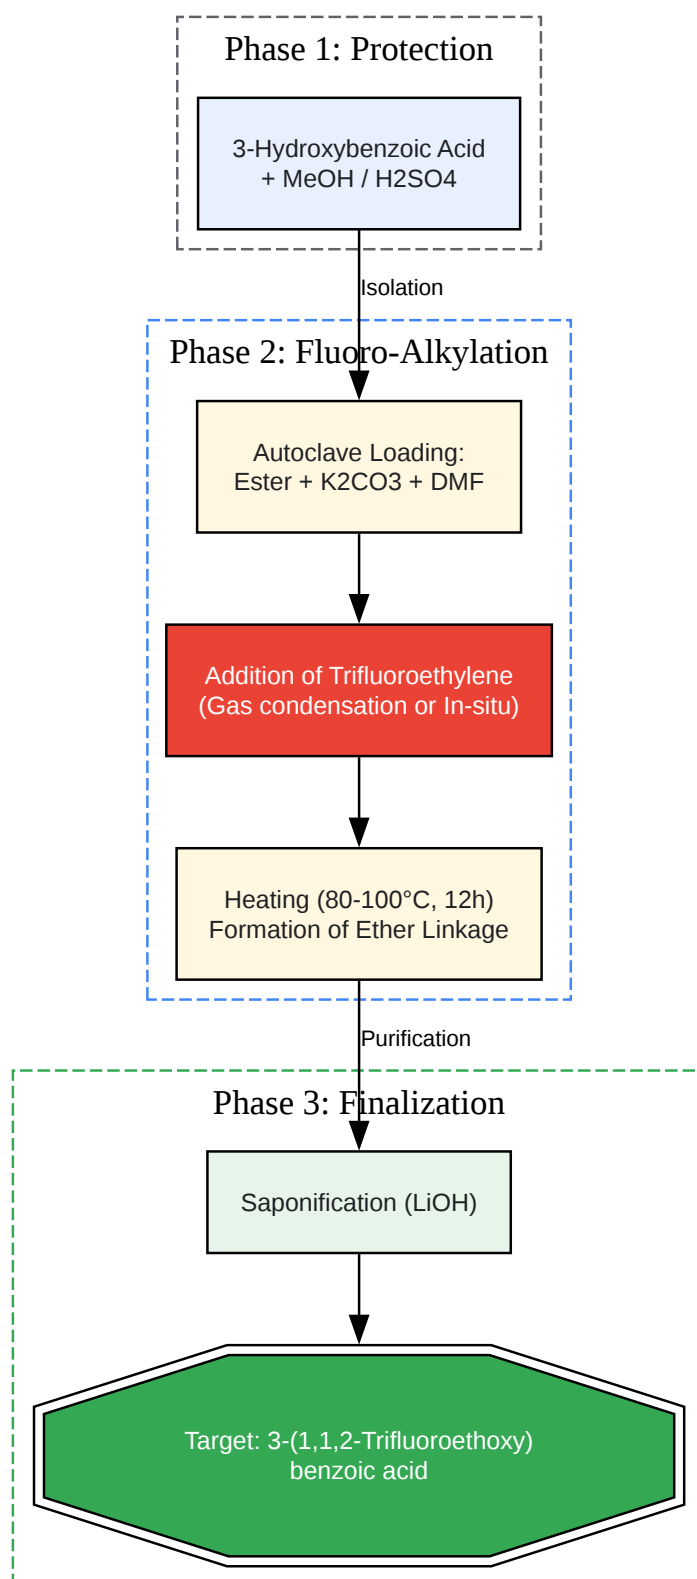 Phase 1: Protection
3-Hydroxybenzoic Acid
+ MeOH / H2SO4
Isolation
Phase 2: Fluoro-Alkylation
Autoclave Loading:
Ester + K2CO3 + DMF
Addition of Trifluoroethylene
(Gas condensation or In-situ)
Heating (80-100°C, 12h)
Formation of Ether Linkage
Purification
Phase 3: Finalization
Saponification (LiOH)
Target: 3-(1,1,2-Trifluoroethoxy)
benzoic acid